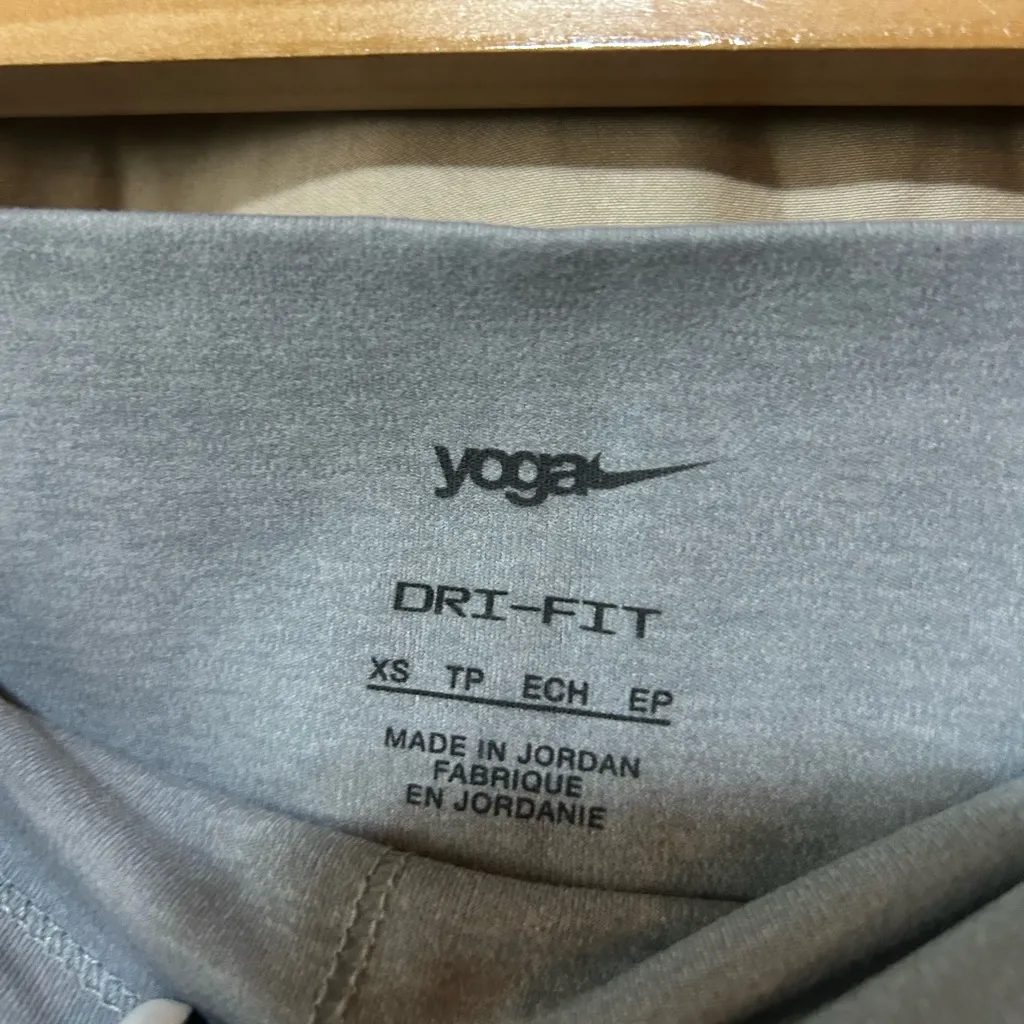 yoga
DRI-FIT
XS TP ECH EP
MADE IN JORDAN
FABRIQUE
EN JORDANIE